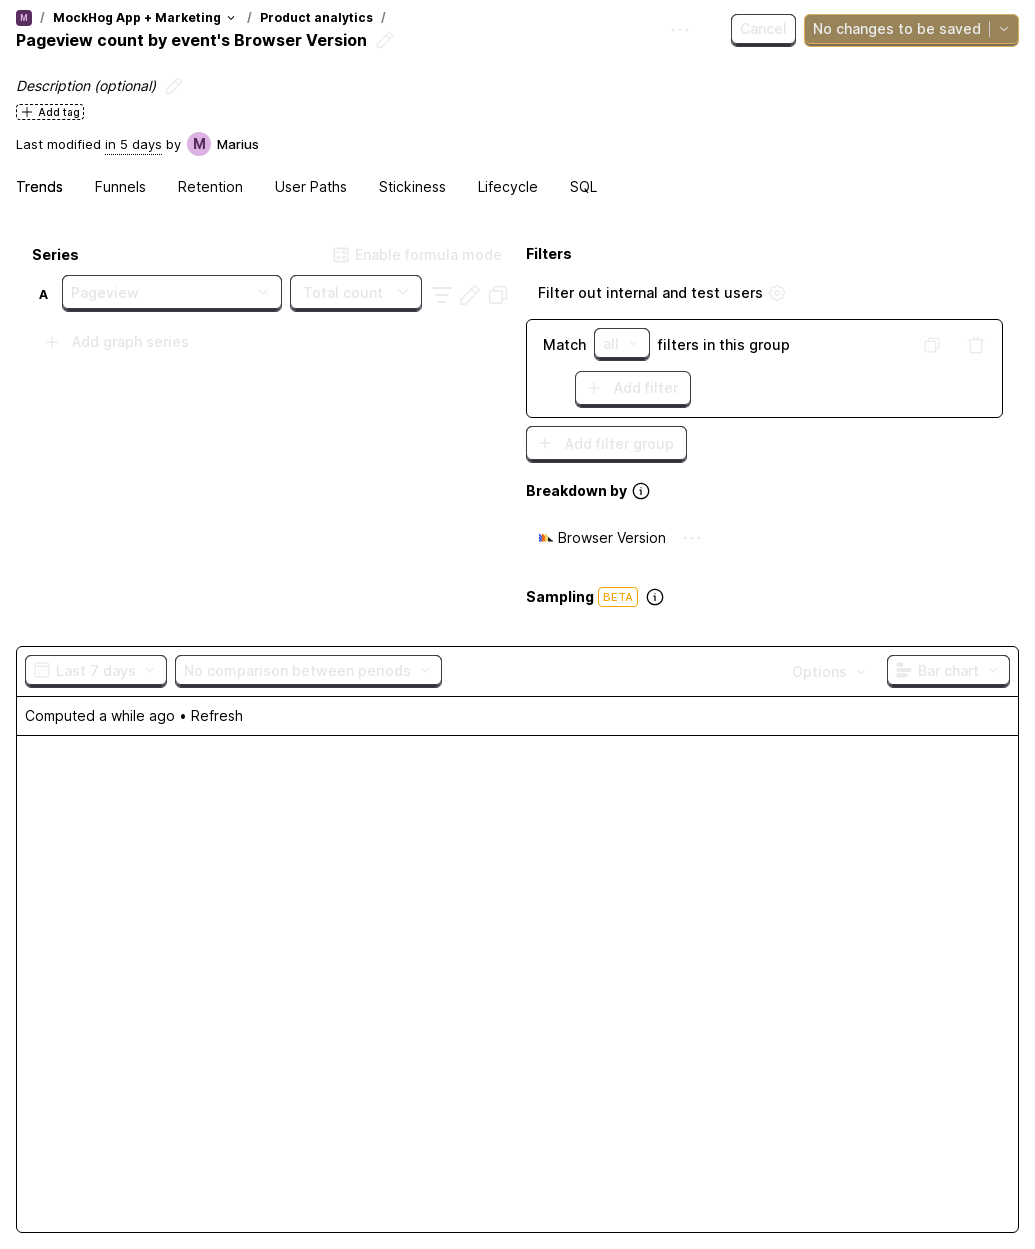 M / MockHog App + Marketing / Product analytics /
Pageview count by event's Browser Version
Cancel
No changes to be saved
Description (optional)
Add tag
Last modified in 5 days by M Marius
Trends Funnels Retention User Paths Stickiness Lifecycle SQL
Series
Enable formula mode
A Pageview Total count
Add graph series
Filters
Filter out internal and test users
Match all filters in this group
Add filter
Add filter group
Breakdown by
Browser Version
Sampling BETA
Last 7 days No comparison between periods Options Bar chart
Computed a while ago • Refresh